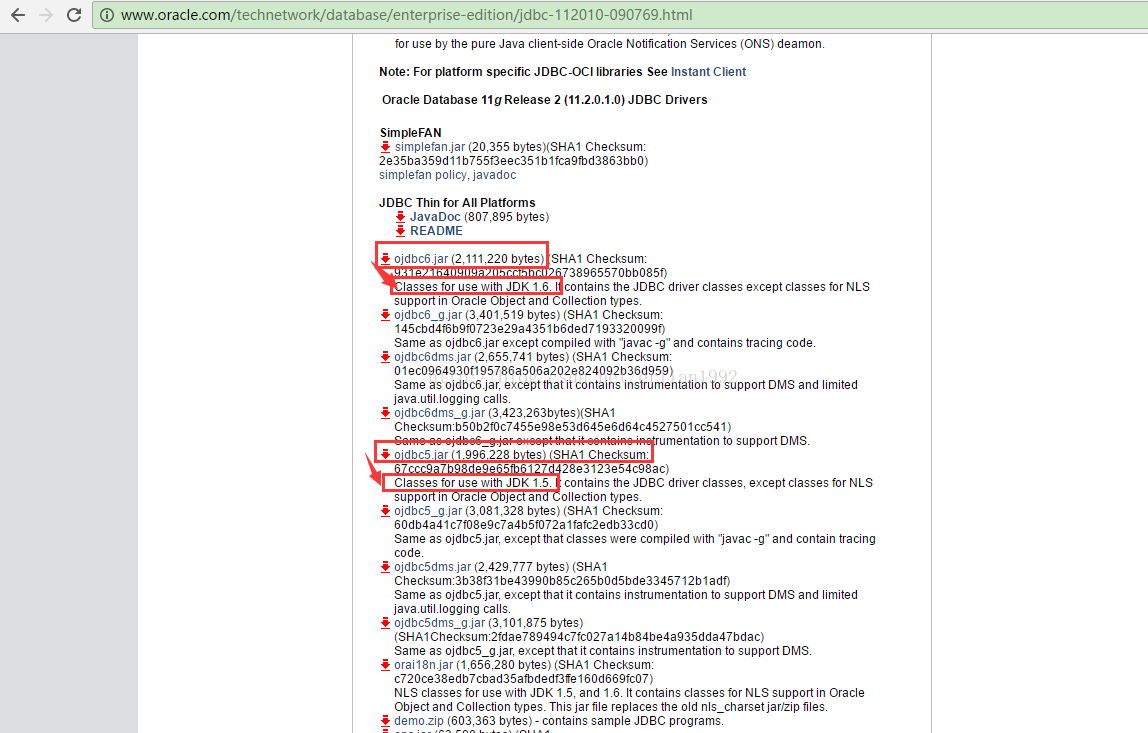 www.oracle.com/technetwork/database/enterprise-edition/jdbc-112010-090769.html
for use by the pure Java client-side Oracle Notification Services (ONS) deamon.
Note: For platform specific JDBC-OCI libraries See Instant Client
Oracle Database 11g Release 2 (11.2.0.1.0) JDBC Drivers
SimpleFAN
simplefan.jar (20,355 bytes)(SHA1 Checksum:
2e35ba359d11b755f3eec351b1fca9fbd3863bb0)
simplefan policy, javadoc
JDBC Thin for All Platforms
JavaDoc (807,895 bytes)
README
ojdbc6.jar (2,111,220 bytes) (SHA1 Checksum:
931e21640909a205ccf5bc026738965570bb085f)
Classes for use with JDK 1.6. It contains the JDBC driver classes except classes for NLS
support in Oracle Object and Collection types.
ojdbc6_g.jar (3,401,519 bytes) (SHA1 Checksum:
145cbd4f6b9f0723e29a4351b6ded7193320099f)
Same as ojdbc6.jar except compiled with "javac -g" and contains tracing code.
ojdbc6dms.jar (2,655,741 bytes) (SHA1 Checksum:
01ec0964930f195786a506a202e824092b36d959)
Same as ojdbc6.jar, except that it contains instrumentation to support DMS and limited
java.util.logging calls.
ojdbc6dms_g.jar (3,423,263bytes)(SHA1
Checksum:b50b2f0c7455e98e53d645e6d64c4527501cc541)
Same as ojdbc6_g.jar except that it contains instrumentation to support DMS.
ojdbc5.jar (1,996,228 bytes) (SHA1 Checksum:
67ccc9a7b98de9e65fb6127d428e3123e54c98ac)
Classes for use with JDK 1.5. It contains the JDBC driver classes, except classes for NLS
support in Oracle Object and Collection types.
ojdbc5_g.jar (3,081,328 bytes) (SHA1 Checksum:
60db4a41c7f08e9c7a4b5f072a1fafc2edb33cd0)
Same as ojdbc5.jar, except that classes were compiled with "javac -g" and contain tracing
code.
ojdbc5dms.jar (2,429,777 bytes) (SHA1
Checksum:3b38f31be43990b85c265b0d5bde3345712b1adf)
Same as ojdbc5.jar, except that it contains instrumentation to support DMS and limited
java.util.logging calls.
ojdbc5dms_g.jar (3,101,875 bytes)
(SHA1Checksum:2fdae789494c7fc027a14b84be4a935dda47bdac)
Same as ojdbc5_g.jar, except that it contains instrumentation to support DMS.
orai18n.jar (1,656,280 bytes) (SHA1 Checksum:
c720ce38edb7cbad35afbdedf3ffe160d669fc07)
NLS classes for use with JDK 1.5, and 1.6. It contains classes for NLS support in Oracle
Object and Collection types. This jar file replaces the old nls_charset jar/zip files.
demo.zip (603,363 bytes) - contains sample JDBC programs.